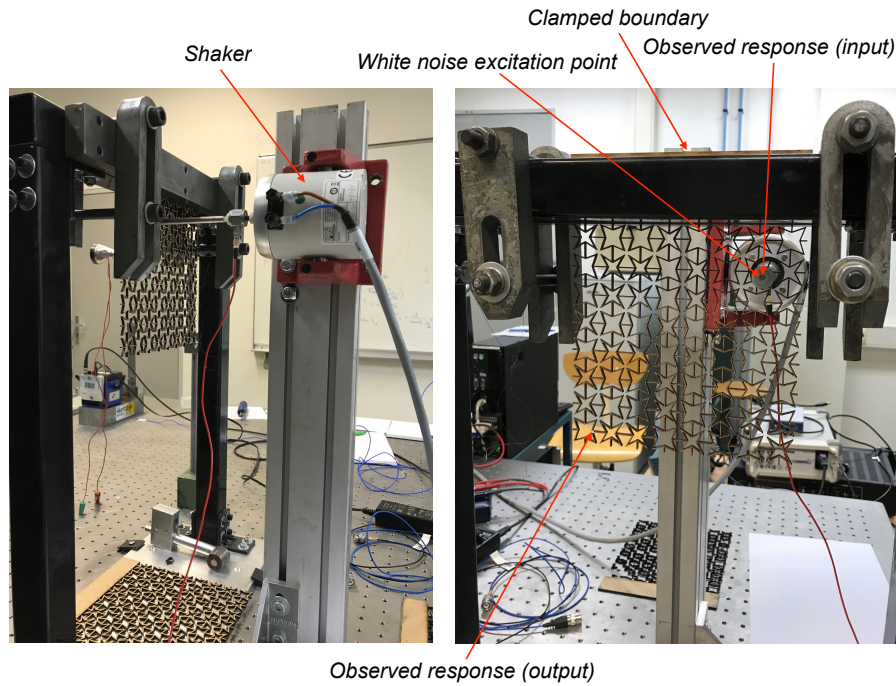 Clamped boundary
Shaker
White noise excitation point
Observed response (input)
Observed response (output)